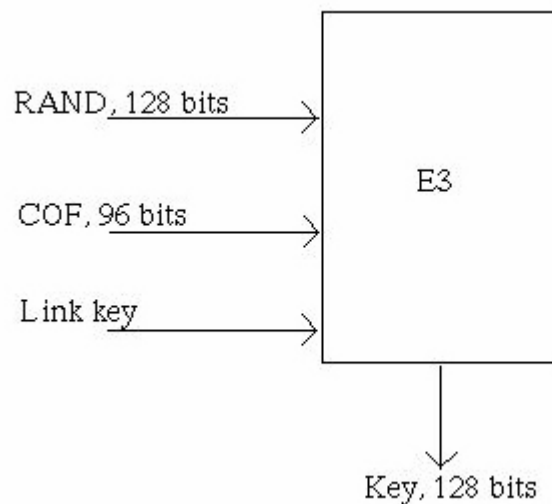 RAND, 128 bits
E3
COF, 96 bits
Link key
Key, 128 bits